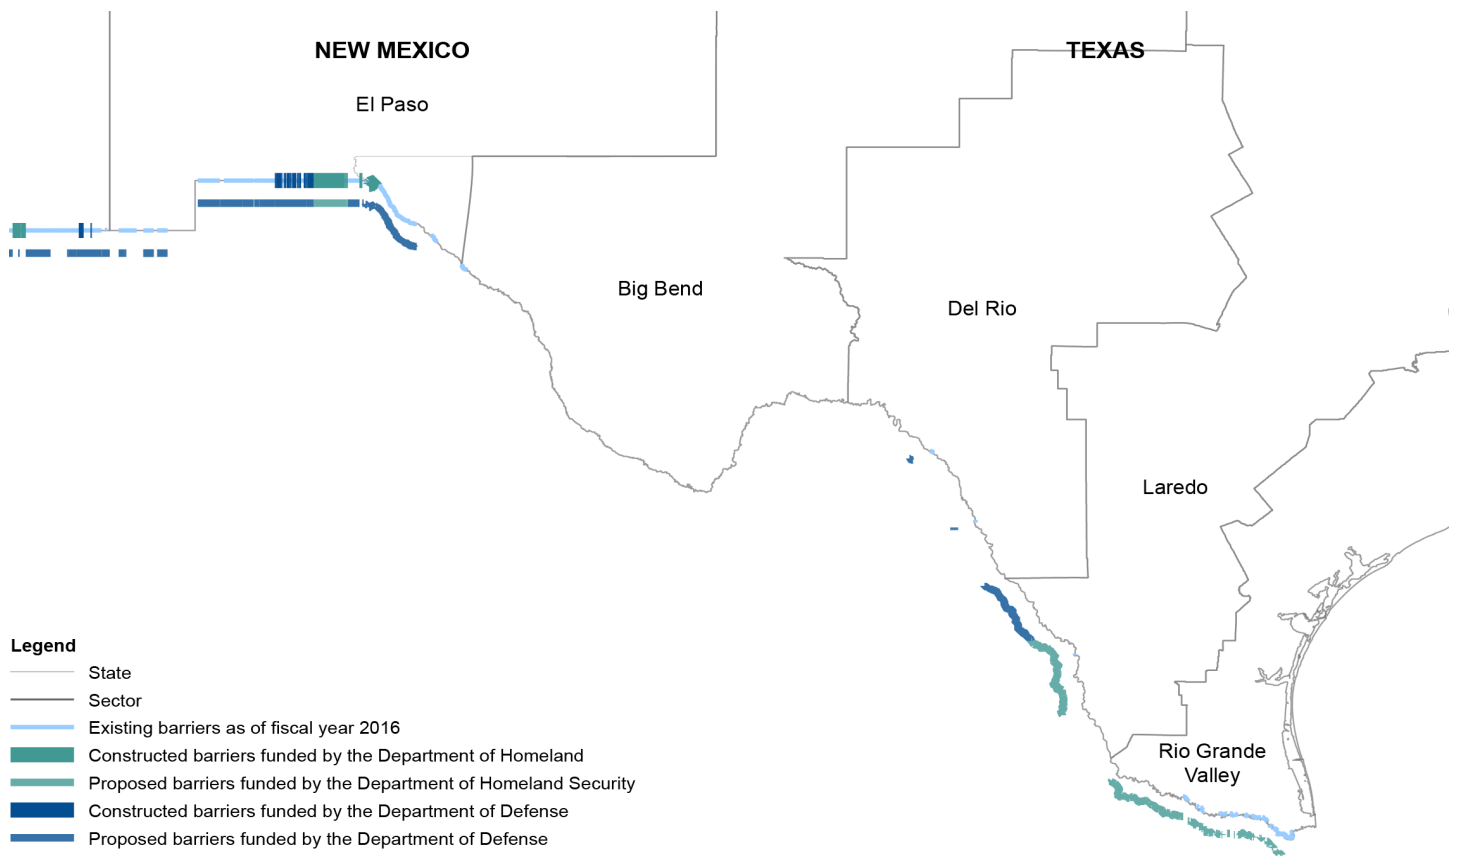 NEW MEXICO
TEXAS
El Paso
Big Bend
Del Rio
Laredo
Rio Grande
Valley
Legend
State
Sector
Existing barriers as of fiscal year 2016
Constructed barriers funded by the Department of Homeland
Proposed barriers funded by the Department of Homeland Security
Constructed barriers funded by the Department of Defense
Proposed barriers funded by the Department of Defense